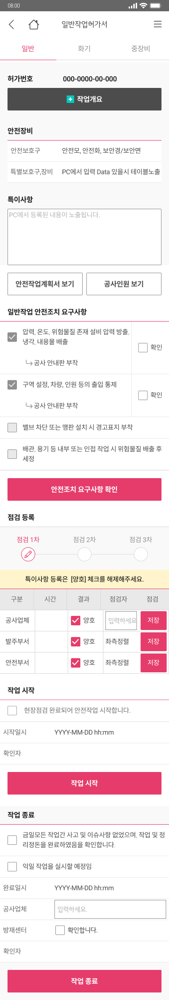 08:00
일반작업허가서
일반 화기 중장비
허가번호 000-0000-00-000
작업개요
안전장비
안전보호구 안전모, 안전화, 보안경/보안면
특별보호구,장비 PC에서 입력 Data 있을시 테이블노출
특이사항
PC에서 등록된 내용이 노출됩니다.
안전작업계획서 보기 공사인원 보기
일반작업 안전조치 요구사항
압력, 온도, 위험물질 존재 설비 압력 방출,
냉각, 내용물 배출
확인
공사 안내판 부착
구역 설정, 차량, 인원 등의 출입 통제
확인
공사 안내판 부착
밸브 차단 또는 맹판 설치 시 경고표지 부착
배관, 용기 등 내부 또는 인접 작업 시 위험물질 배출 후
세정
안전조치 요구사항 확인
점검 등록
점검 1차 점검 2차 점검 3차
특이사항 등록은 [양호] 체크를 해제해주세요.
구분 시간 결과 점검자 점검
공사업체 양호 입력하세요 저장
발주부서 양호 좌측정렬 저장
안전부서 양호 좌측정렬 저장
작업 시작
현장점검 완료되어 안전작업 시작합니다.
시작일시 YYYY-MM-DD hh:mm
확인자
작업 시작
작업 종료
금일모든 작업간 사고 및 이슈사항 없었으며, 작업 및 정
리정돈을 완료하였음을 확인합니다.
익일 작업을 실시할 예정임
완료일시 YYYY-MM-DD hh:mm
공사업체 입력하세요.
방재센터 확인합니다.
확인자
작업 종료